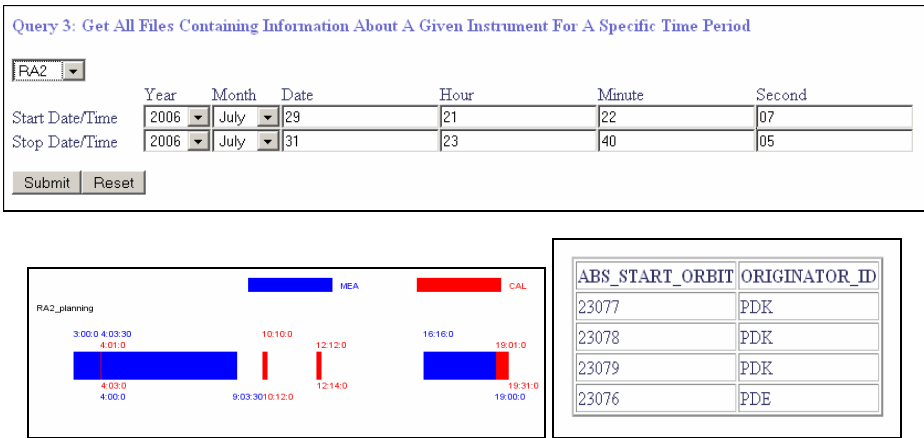 Query 3: Get All Files Containing Information About A Given Instrument For A Specific Time Period
RA2
Year Month Date Hour Minute Second
Start Date/Time 2006 July 29 21 22 07
Stop Date/Time 2006 July 31 23 40 05
Submit Reset
MEA CAL
RA2_planning
3:00:0 4:03:30 10:10:0 16:16:0
4:01:0 12:12:0 19:01:0
4:03:0 12:14:0 19:31:0
4:00:0 9:03:30 10:12:0 19:00:0
ABS_START_ORBIT ORIGINATOR_ID
23077 PDK
23078 PDK
23079 PDK
23076 PDE